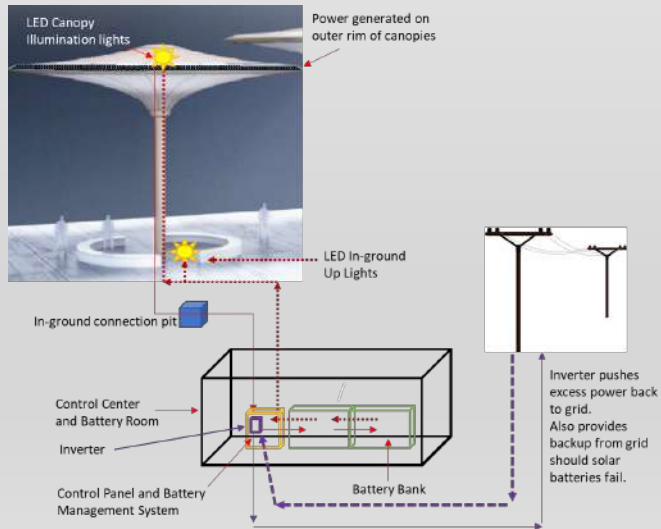 LED Canopy
Illumination lights
Power generated on
outer rim of canopies
LED In-ground
Up Lights
In-ground connection pit
Control Center
and Battery Room
Inverter
Control Panel and Battery
Management System
Battery Bank
Inverter pushes
excess power back
to grid.
Also provides
backup from grid
should solar
batteries fail.